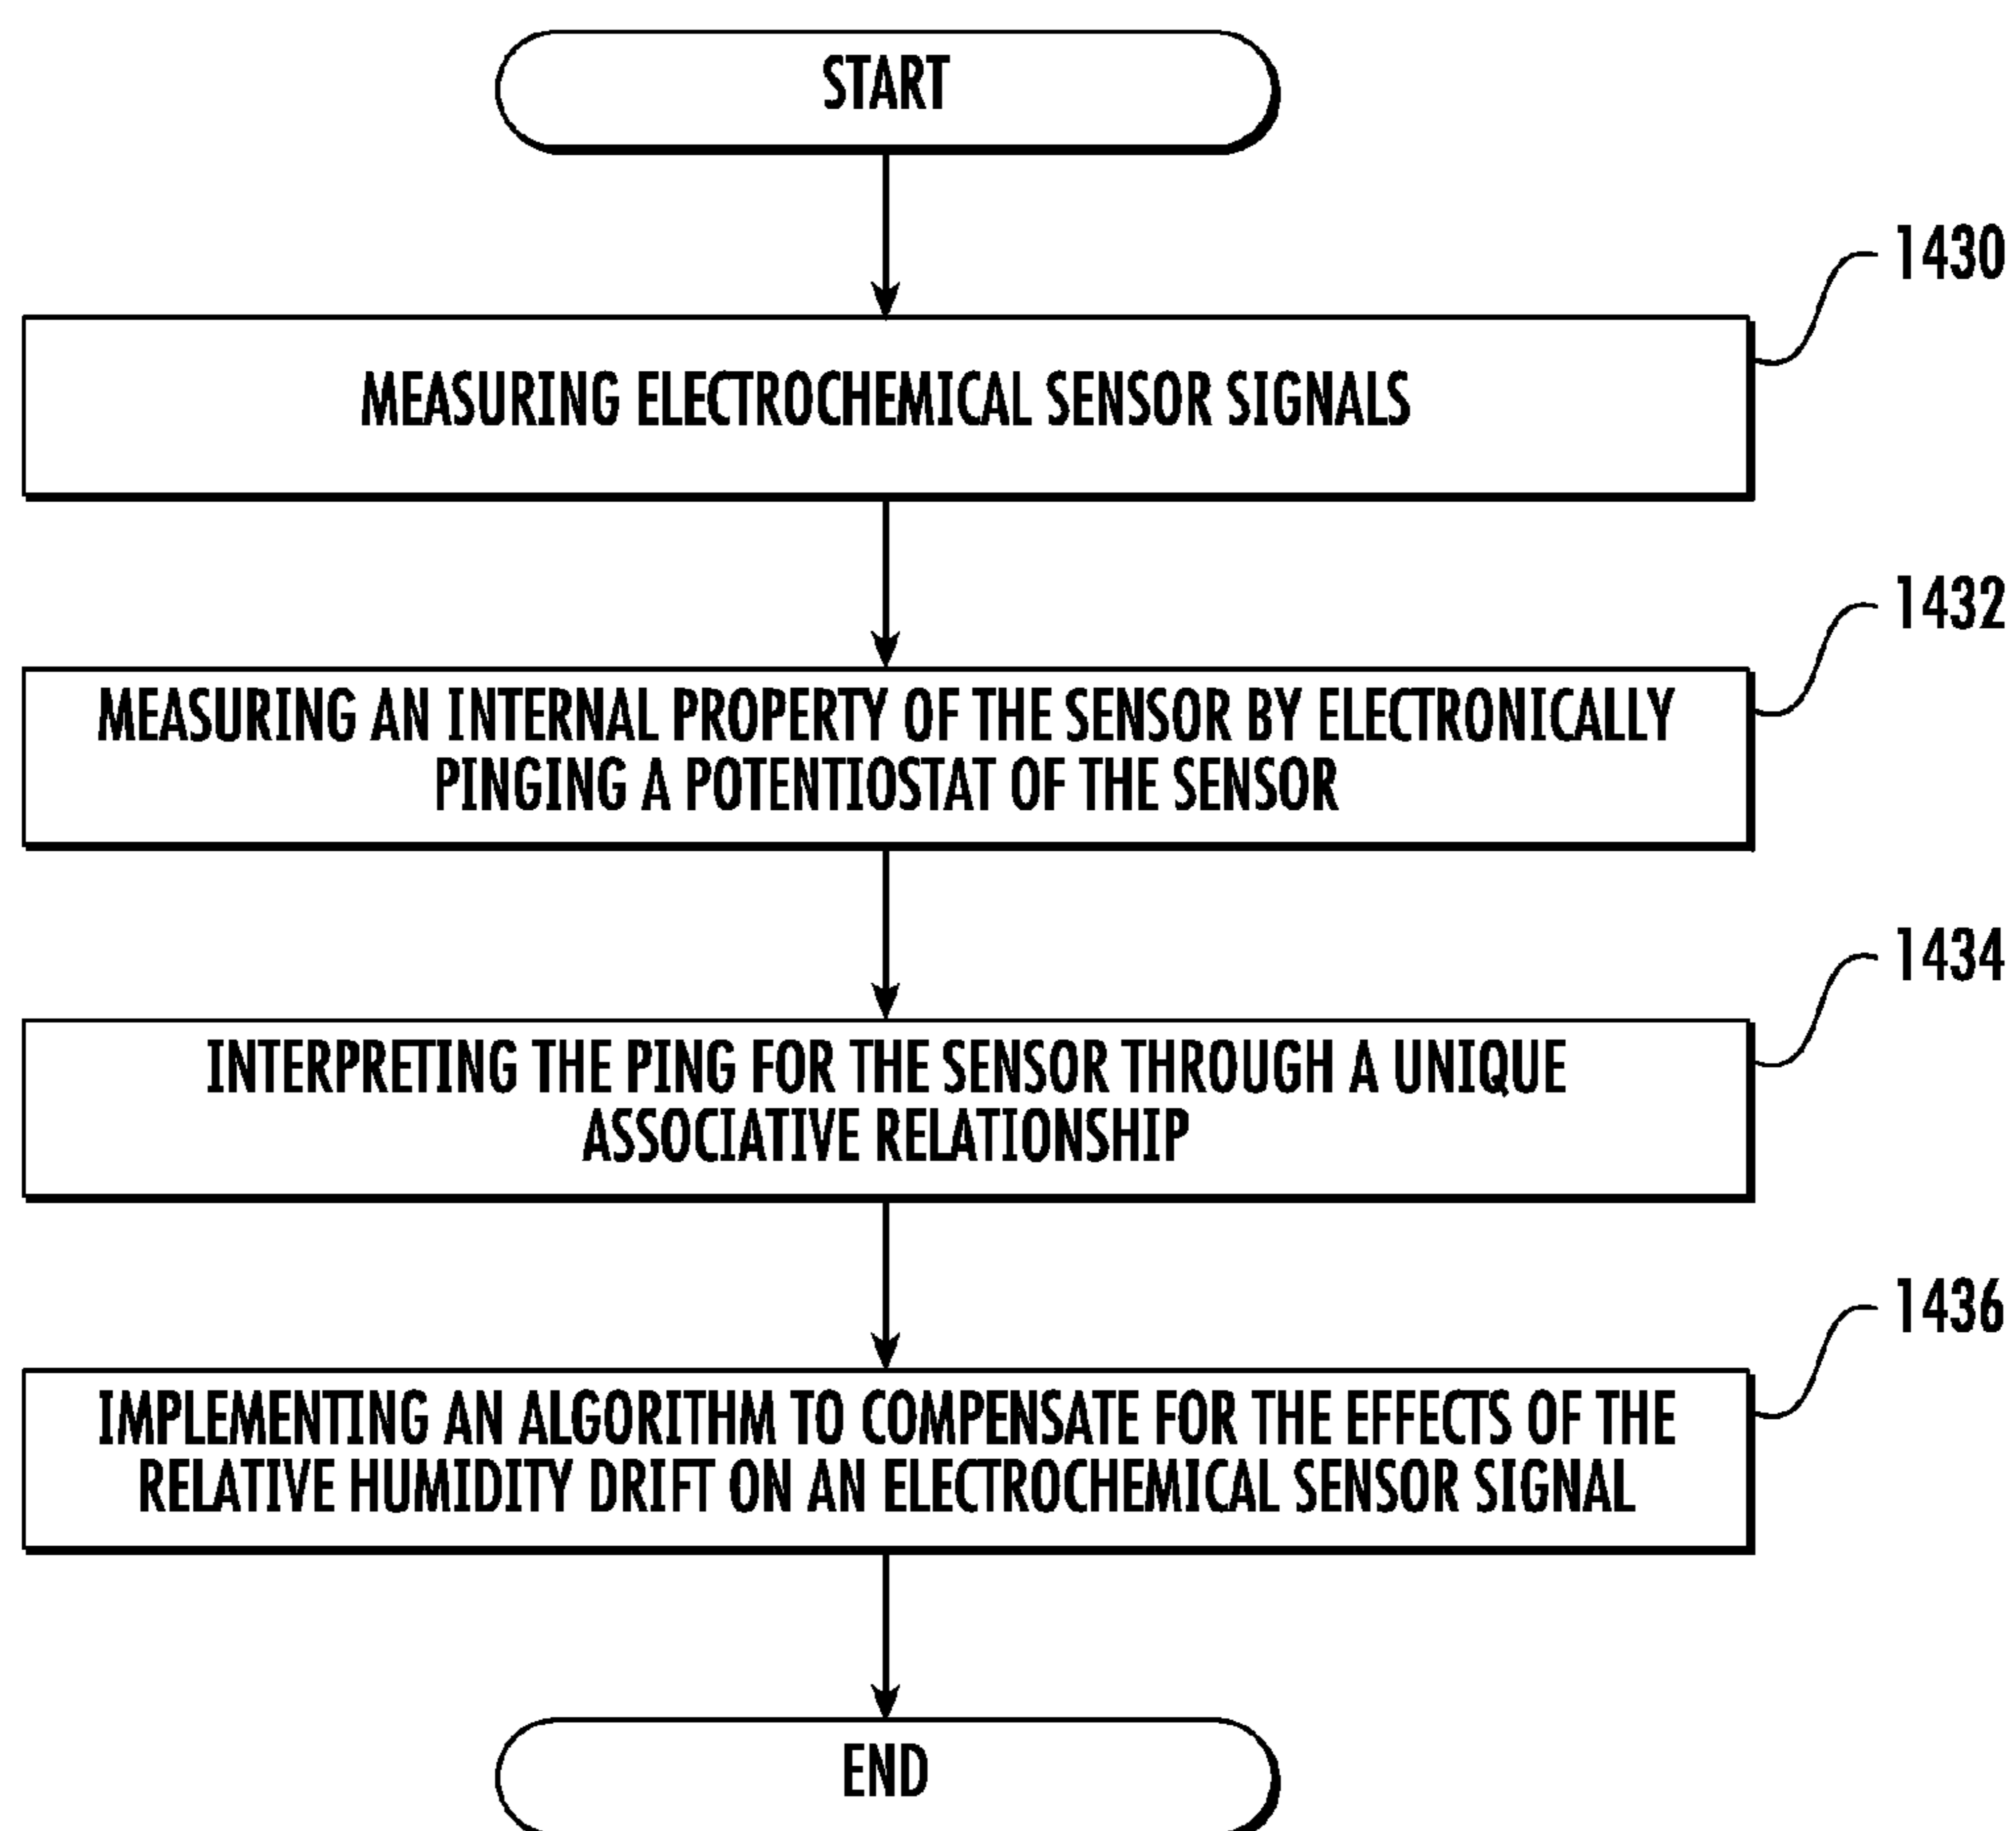 START
1430
MEASURING ELECTROCHEMICAL SENSOR SIGNALS
1432
MEASURING AN INTERNAL PROPERTY OF THE SENSOR BY ELECTRONICALLY
PINGING A POTENTIOSTAT OF THE SENSOR
1434
INTERPRETING THE PING FOR THE SENSOR THROUGH A UNIQUE
ASSOCIATIVE RELATIONSHIP
1436
IMPLEMENTING AN ALGORITHM TO COMPENSATE FOR THE EFFECTS OF THE
RELATIVE HUMIDITY DRIFT ON AN ELECTROCHEMICAL SENSOR SIGNAL
END